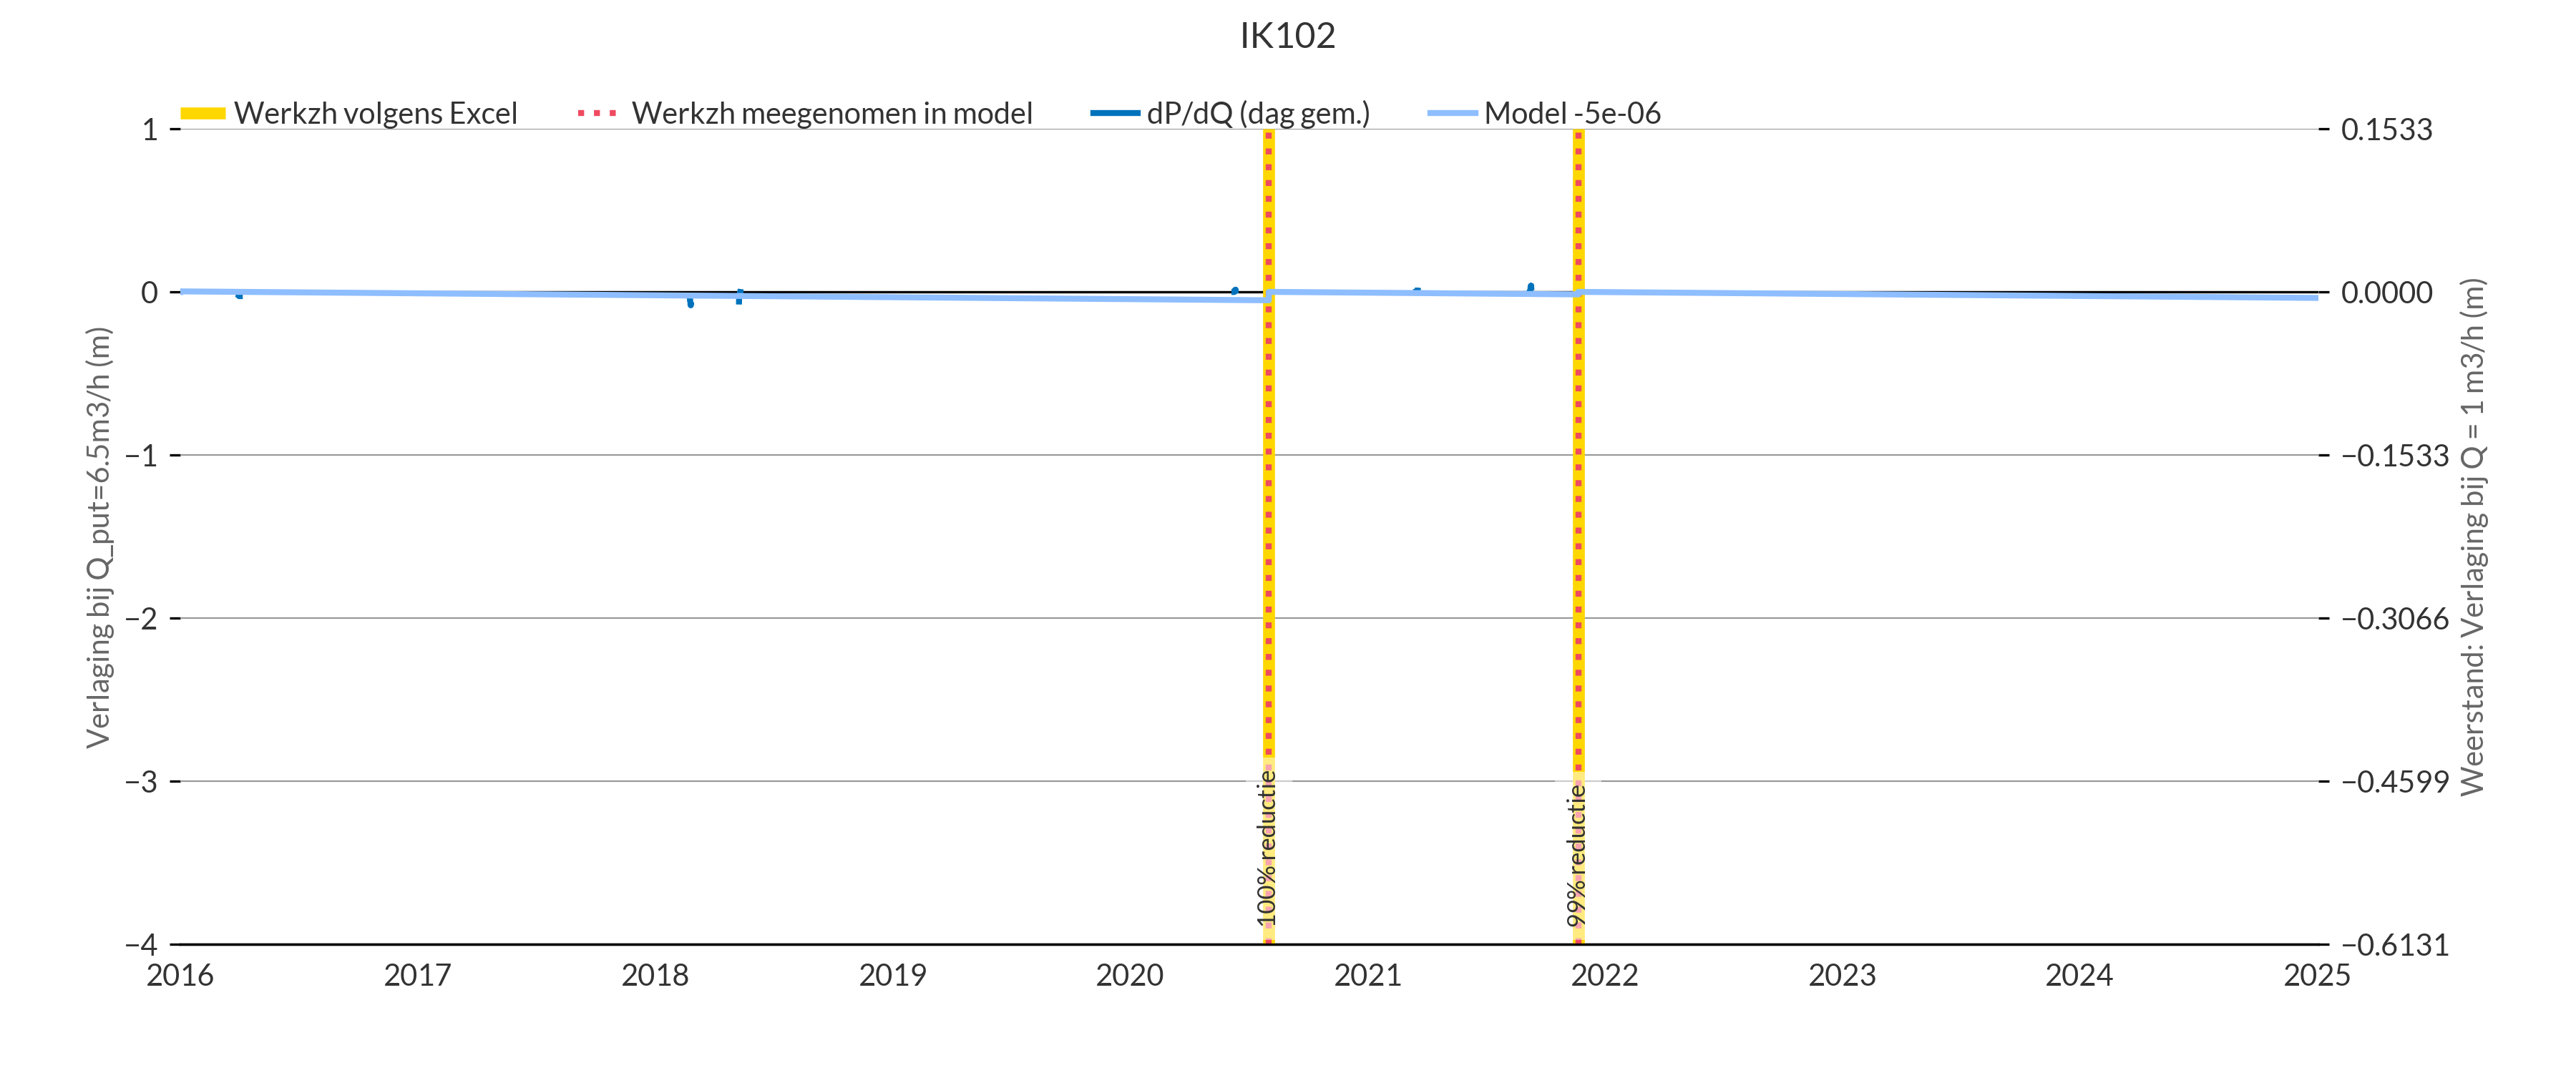 IK102
Werkzh volgens Excel
Werkzh meegenomen in model
dP/dQ (dag gem.)
Model -5e-06
1
0
−1
−2
−3
−4
Verlaging bij Q_put=6.5m3/h (m)
0.1533
0.0000
−0.1533
−0.3066
−0.4599
−0.6131
Weerstand: Verlaging bij Q = 1 m3/h (m)
100% reductie
99% reductie
2016
2017
2018
2019
2020
2021
2022
2023
2024
2025